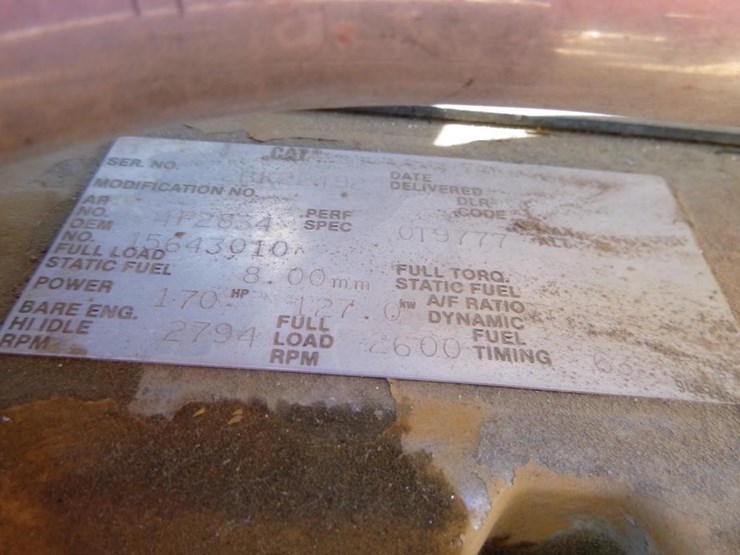 CAT
SER. NO. DATE DELIVERED
MODIFICATION NO. DLR CODE
AR NO. 4P2834 PERF SPEC 0T9777
OEM NO. 15643010
FULL LOAD STATIC FUEL 8.00mm FULL TORQ. STATIC FUEL
POWER 170 HP 127.0 kw A/F RATIO DYNAMIC
BARE ENG. HI IDLE RPM 2794 FULL LOAD RPM 2600 FUEL TIMING